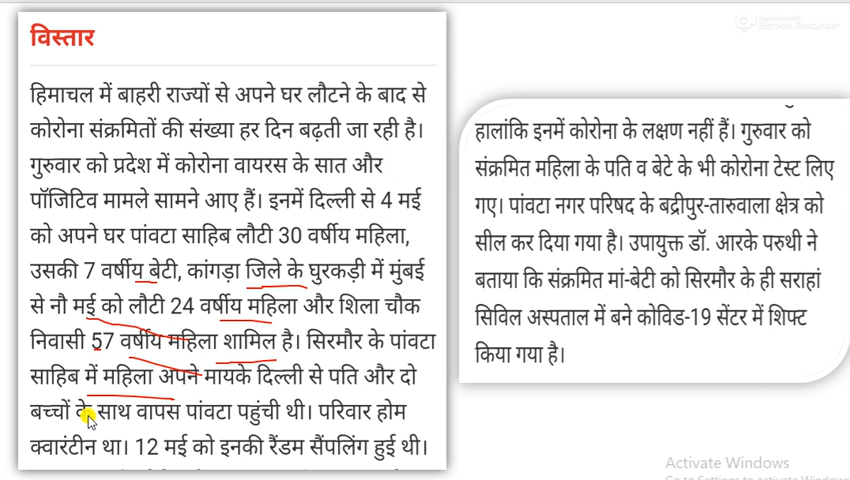 विस्तार
हिमाचल में बाहरी राज्यों से अपने घर लौटने के बाद से
कोरोना संक्रमितों की संख्या हर दिन बढ़ती जा रही है।
गुरुवार को प्रदेश में कोरोना वायरस के सात और
पॉजिटिव मामले सामने आए हैं। इनमें दिल्ली से 4 मई
को अपने घर पांवटा साहिब लौटी 30 वर्षीय महिला,
उसकी 7 वर्षीय बेटी, कांगड़ा जिले के घुरकड़ी में मुंबई
से नौ मई को लौटी 24 वर्षीय महिला और शिला चौक
निवासी 57 वर्षीय महिला शामिल है। सिरमौर के पांवटा
साहिब में महिला अपने मायके दिल्ली से पति और दो
बच्चों के साथ वापस पांवटा पहुंची थी। परिवार होम
क्वारंटीन था। 12 मई को इनकी रैंडम सैंपलिंग हुई थी।
हालांकि इनमें कोरोना के लक्षण नहीं हैं। गुरुवार को
संक्रमित महिला के पति व बेटे के भी कोरोना टेस्ट लिए
गए। पांवटा नगर परिषद के बद्रीपुर-तारुवाला क्षेत्र को
सील कर दिया गया है। उपायुक्त डॉ. आरके परुथी ने
बताया कि संक्रमित मां-बेटी को सिरमौर के ही सराहां
सिविल अस्पताल में बने कोविड-19 सेंटर में शिफ्ट
किया गया है।
Activate Windows